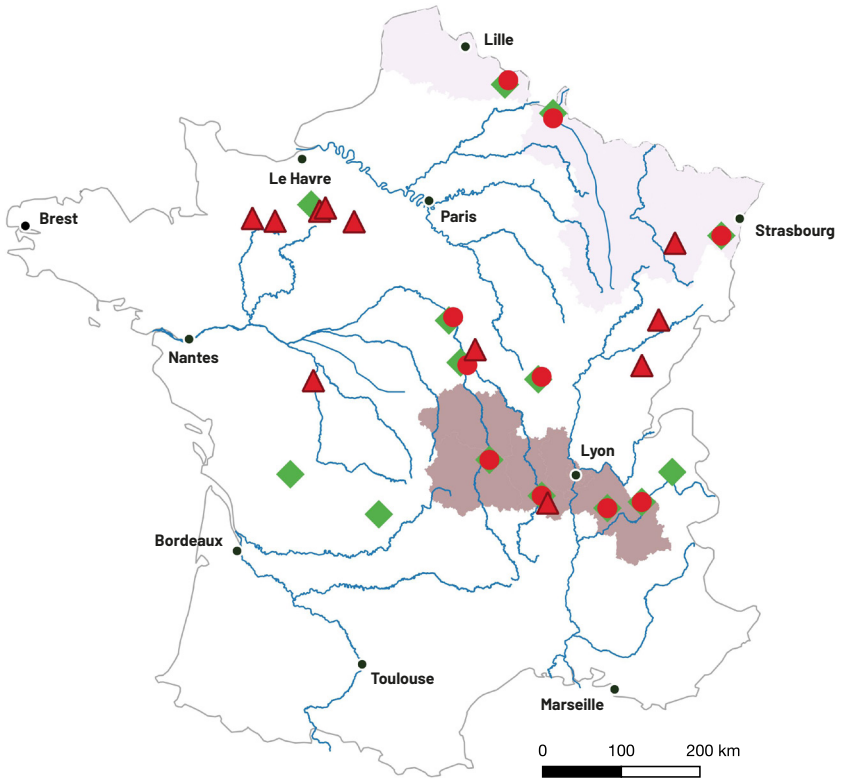 Lille
Le Havre
Paris
Brest
Strasbourg
Nantes
Lyon
Bordeaux
Toulouse
Marseille
0 100 200 km